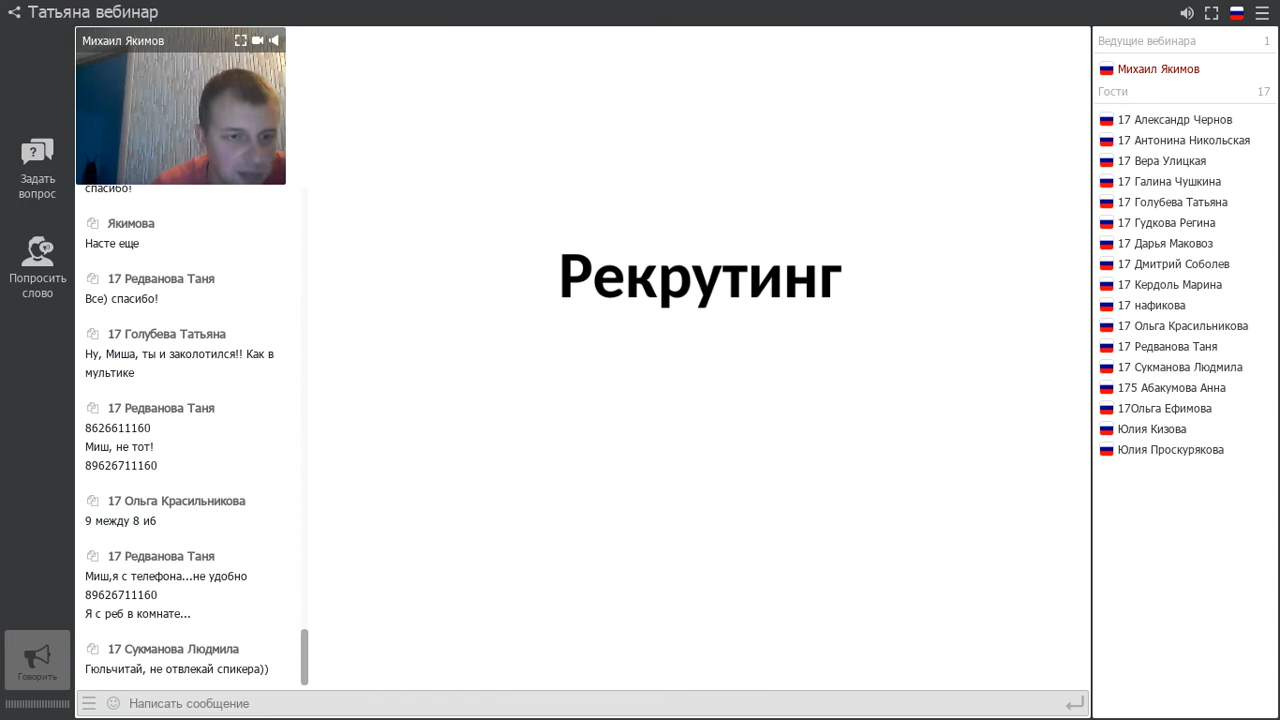 Татьяна вебинар
Задать
вопрос
Попросить
слово
Говорить
Михаил Якимов
спасибо!
Якимова
Насте еще
17 Редванова Таня
Все) спасибо!
17 Голубева Татьяна
Ну, Миша, ты и заколотился!! Как в
мультике
17 Редванова Таня
8626611160
Миш, не тот!
89626711160
17 Ольга Красильникова
9 между 8 иб
17 Редванова Таня
Миш,я с телефона...не удобно
89626711160
Я с реб в комнате...
17 Сукманова Людмила
Гюльчитай, не отвлекай спикера))
Написать сообщение
Рекрутинг
Ведущие вебинара 1
Михаил Якимов
Гости 17
17 Александр Чернов
17 Антонина Никольская
17 Вера Улицкая
17 Галина Чушкина
17 Голубева Татьяна
17 Гудкова Регина
17 Дарья Маковоз
17 Дмитрий Соболев
17 Кердоль Марина
17 нафикова
17 Ольга Красильникова
17 Редванова Таня
17 Сукманова Людмила
175 Абакумова Анна
17Ольга Ефимова
Юлия Кизова
Юлия Проскурякова